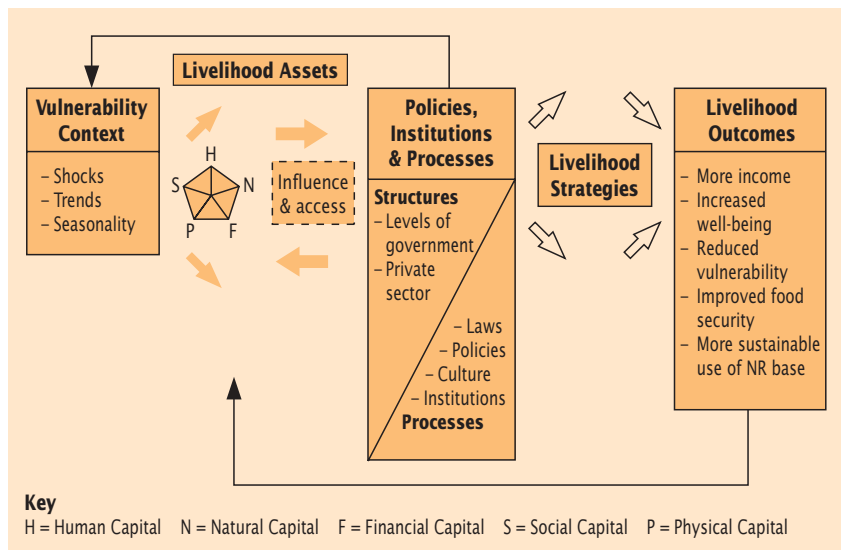 Livelihood Assets
Vulnerability
Context
– Shocks
– Trends
– Seasonality
H
S
N
P
F
Influence
& access
Policies,
Institutions
& Processes
Structures
– Levels of
government
– Private
sector
– Laws
– Policies
– Culture
– Institutions
Processes
Livelihood
Strategies
Livelihood
Outcomes
– More income
– Increased
well-being
– Reduced
vulnerability
– Improved food
security
– More sustainable
use of NR base
Key
H = Human Capital N = Natural Capital F = Financial Capital S = Social Capital P = Physical Capital